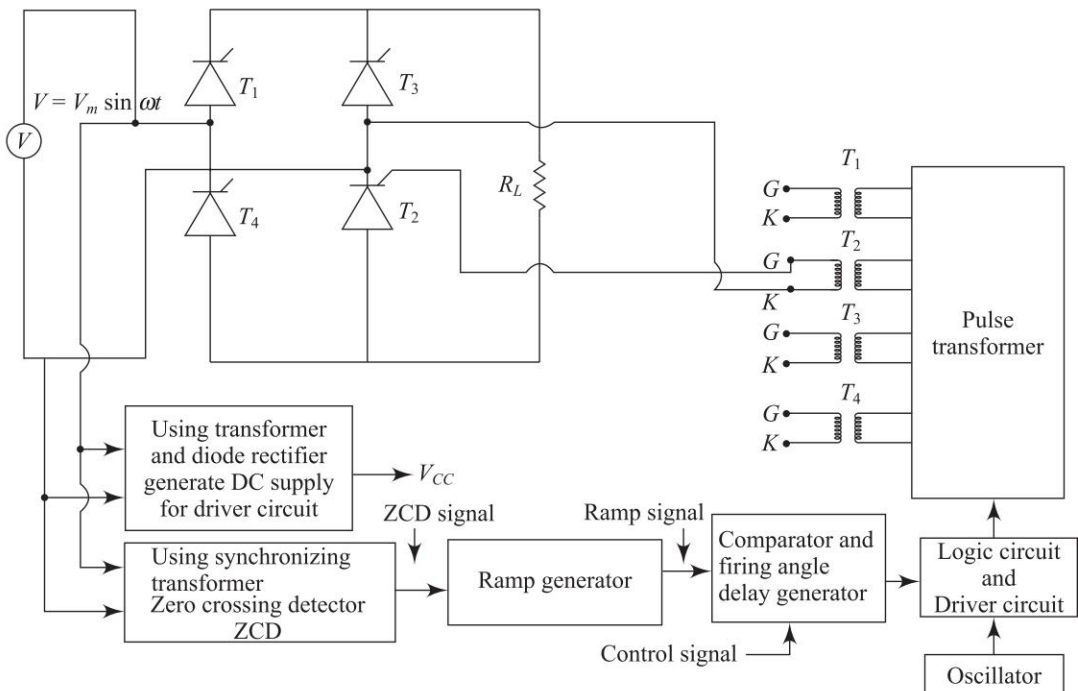 V = Vₘ sin ωt
V
T₁
T₃
T₄
T₂
R_L
T₁
G
K
T₂
G
K
T₃
G
K
T₄
G
K
Pulse
transformer
Using transformer
and diode rectifier
generate DC supply
for driver circuit
V_CC
ZCD signal
Using synchronizing
transformer
Zero crossing detector
ZCD
Ramp generator
Ramp signal
Comparator and
firing angle
delay generator
Control signal
Logic circuit
and
Driver circuit
Oscillator